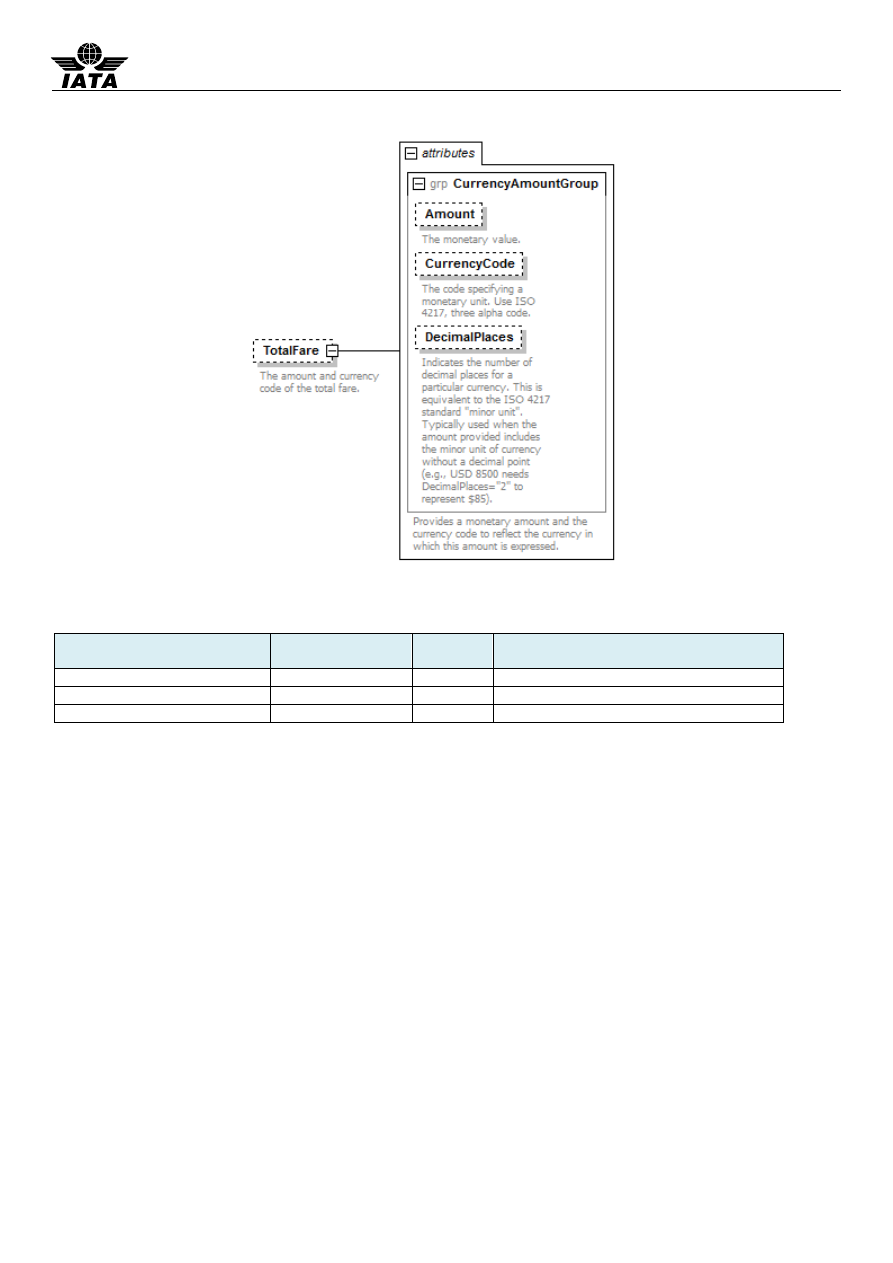 IATA
attributes
grp CurrencyAmountGroup
Amount
The monetary value.
CurrencyCode
The code specifying a
monetary unit. Use ISO
4217, three alpha code.
DecimalPlaces
TotalFare
The amount and currency
code of the total fare.
Indicates the number of
decimal places for a
particular currency. This is
equivalent to the ISO 4217
standard "minor unit".
Typically used when the
amount provided includes
the minor unit of currency
without a decimal point
(e.g., USD 8500 needs
DecimalPlaces="2" to
represent $85).
Provides a monetary amount and the
currency code to reflect the currency in
which this amount is expressed.